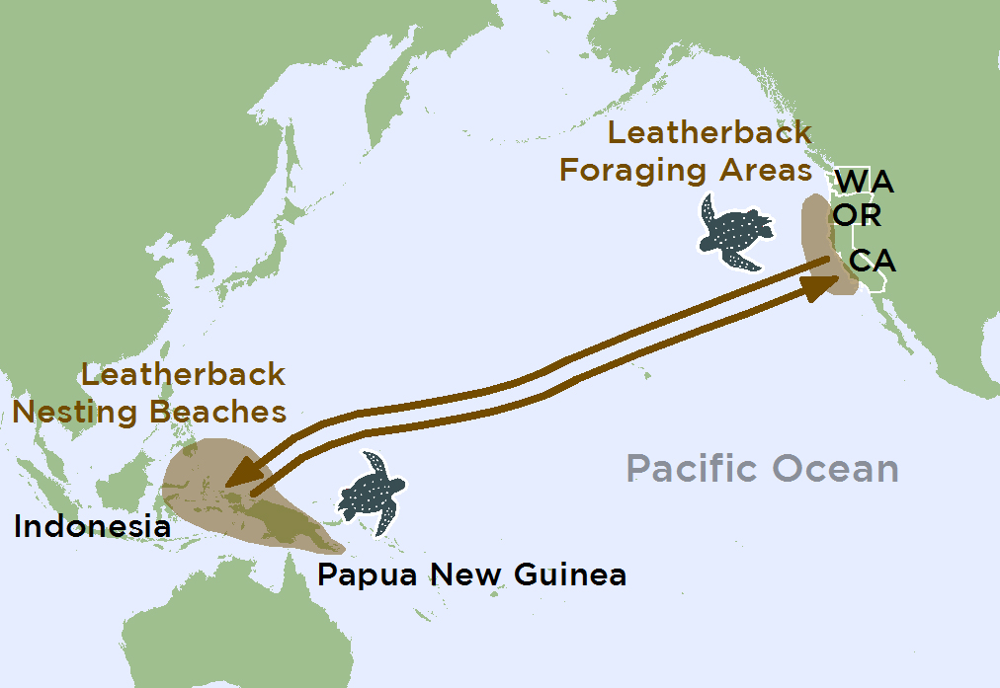 Leatherback
Foraging Areas
WA
OR
CA
Leatherback
Nesting Beaches
Pacific Ocean
Indonesia
Papua New Guinea